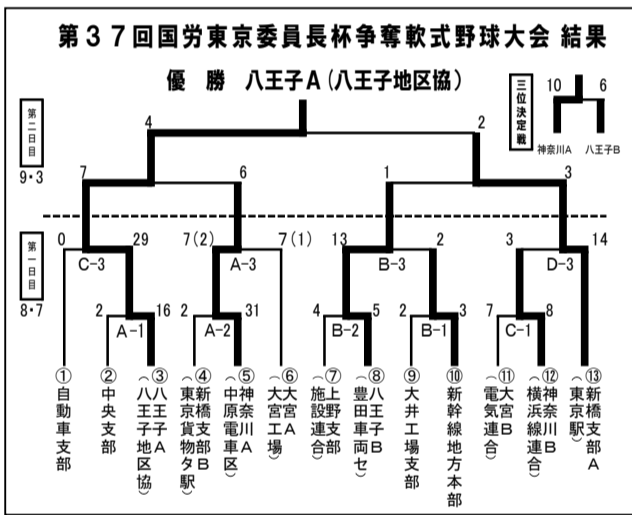 第37回国労東京委員長杯争奪軟式野球大会 結果
優 勝 八王子A(八王子地区協)
三位決定戦
10 6
神奈川A 八王子B
第二日目
9・3
4 2
7 6 1 3
第一日目
8・7
0 29 7(2) 7(1) 13 2 3 14
C-3 A-3 B-3 D-3
2 16 2 31 4 5 2 3 7 8
A-1 A-2 B-2 B-1 C-1
①自動車支部
②中央支部
③八王子A
(八王子地区協)
④新橋支部B
(東京貨物タ駅)
⑤神奈川A
(中原電車区)
⑥大宮A
(大宮工場)
⑦上野支部
(施設連合)
⑧八王子B
(豊田車両セ)
⑨大井工場支部
⑩新幹線地方本部
⑪大宮B
(電気連合)
⑫神奈川B
(横浜線連合)
⑬新橋支部A
(東京駅)